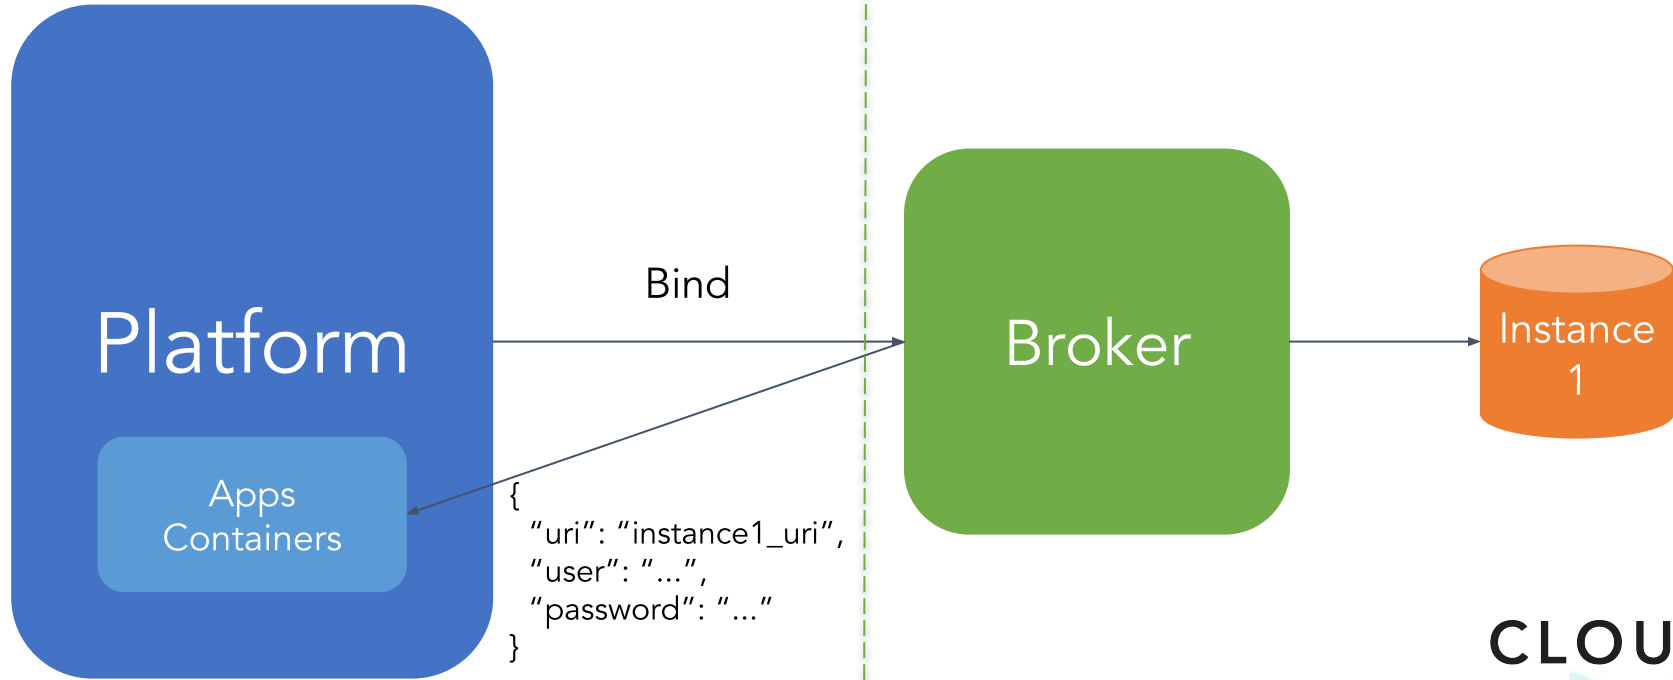 Bind
Platform
Broker
Instance
1
Apps
Containers
{
“uri”: “instance1_uri”,
“user”: “...”,
“password”: “...”
}
CLOU